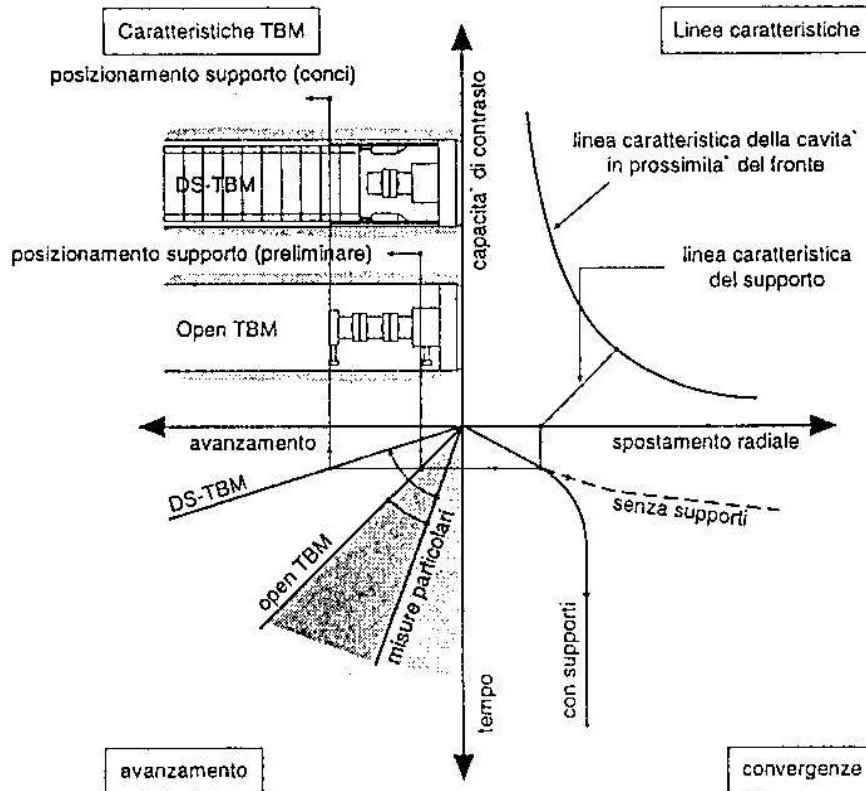 Caratteristiche TBM
Linee caratteristiche
posizionamento supporto (conci)
capacita` di contrasto
linea caratteristica della cavita`
in prossimita` del fronte
DS-TBM
posizionamento supporto (preliminare)
linea caratteristica
del supporto
Open TBM
avanzamento
spostamento radiale
DS-TBM
senza supporti
open TBM
misure particolari
con supporti
tempo
avanzamento
convergenze